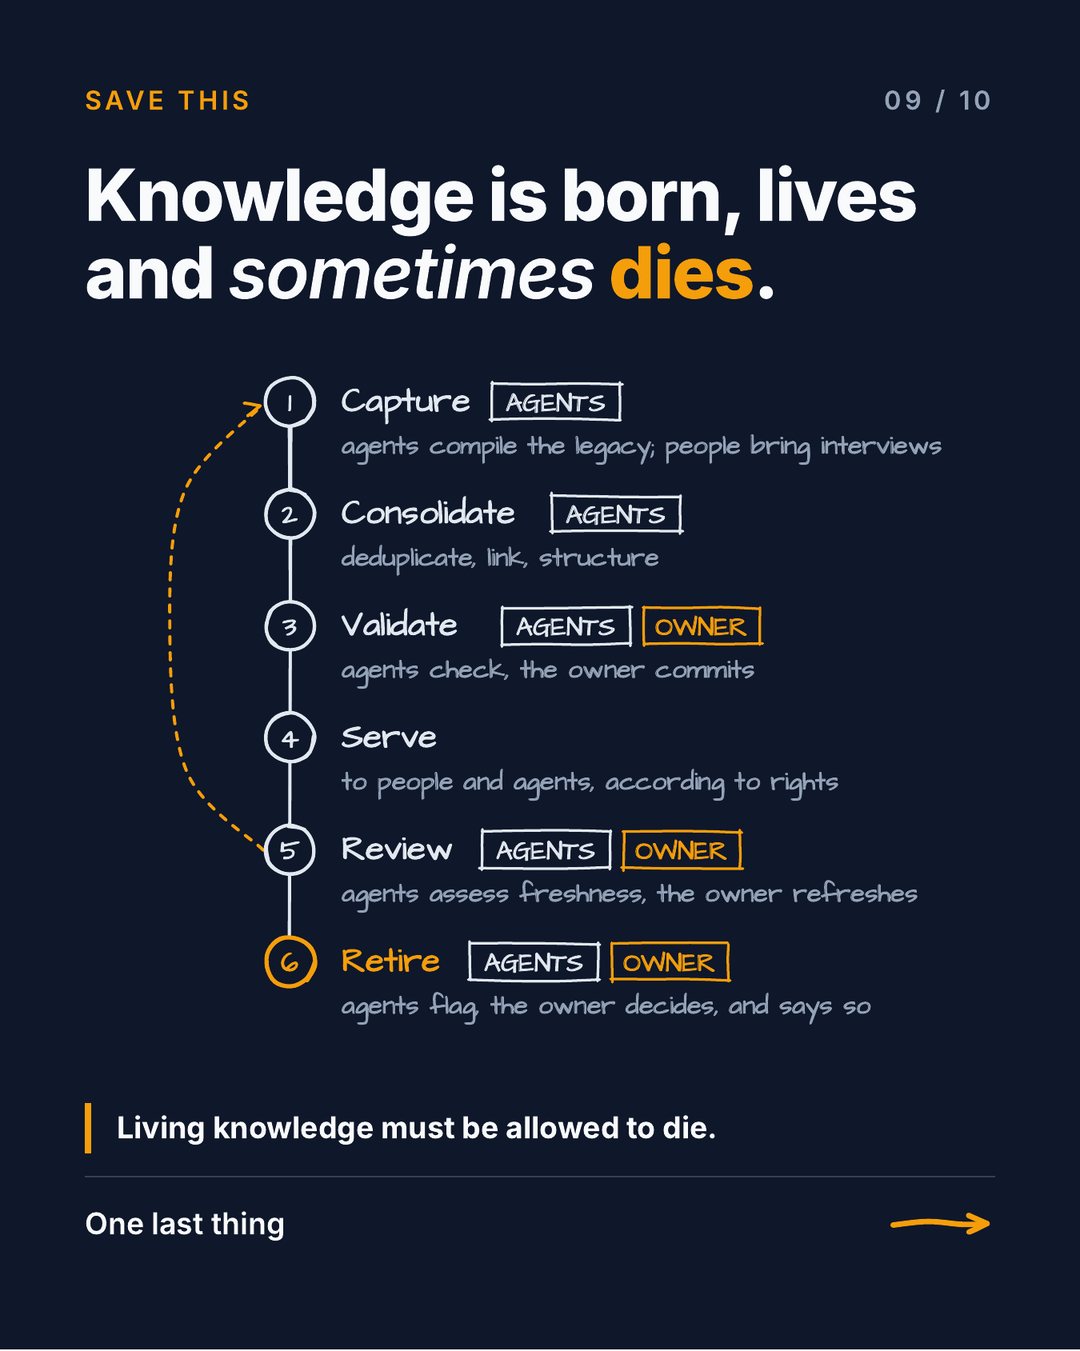 SAVE THIS
09 / 10
Knowledge is born, lives
and sometimes dies.
1 Capture AGENTS
agents compile the legacy; people bring interviews
2 Consolidate AGENTS
deduplicate, link, structure
3 Validate AGENTS OWNER
agents check, the owner commits
4 Serve
to people and agents, according to rights
5 Review AGENTS OWNER
agents assess freshness, the owner refreshes
6 Retire AGENTS OWNER
agents flag, the owner decides, and says so
Living knowledge must be allowed to die.
One last thing